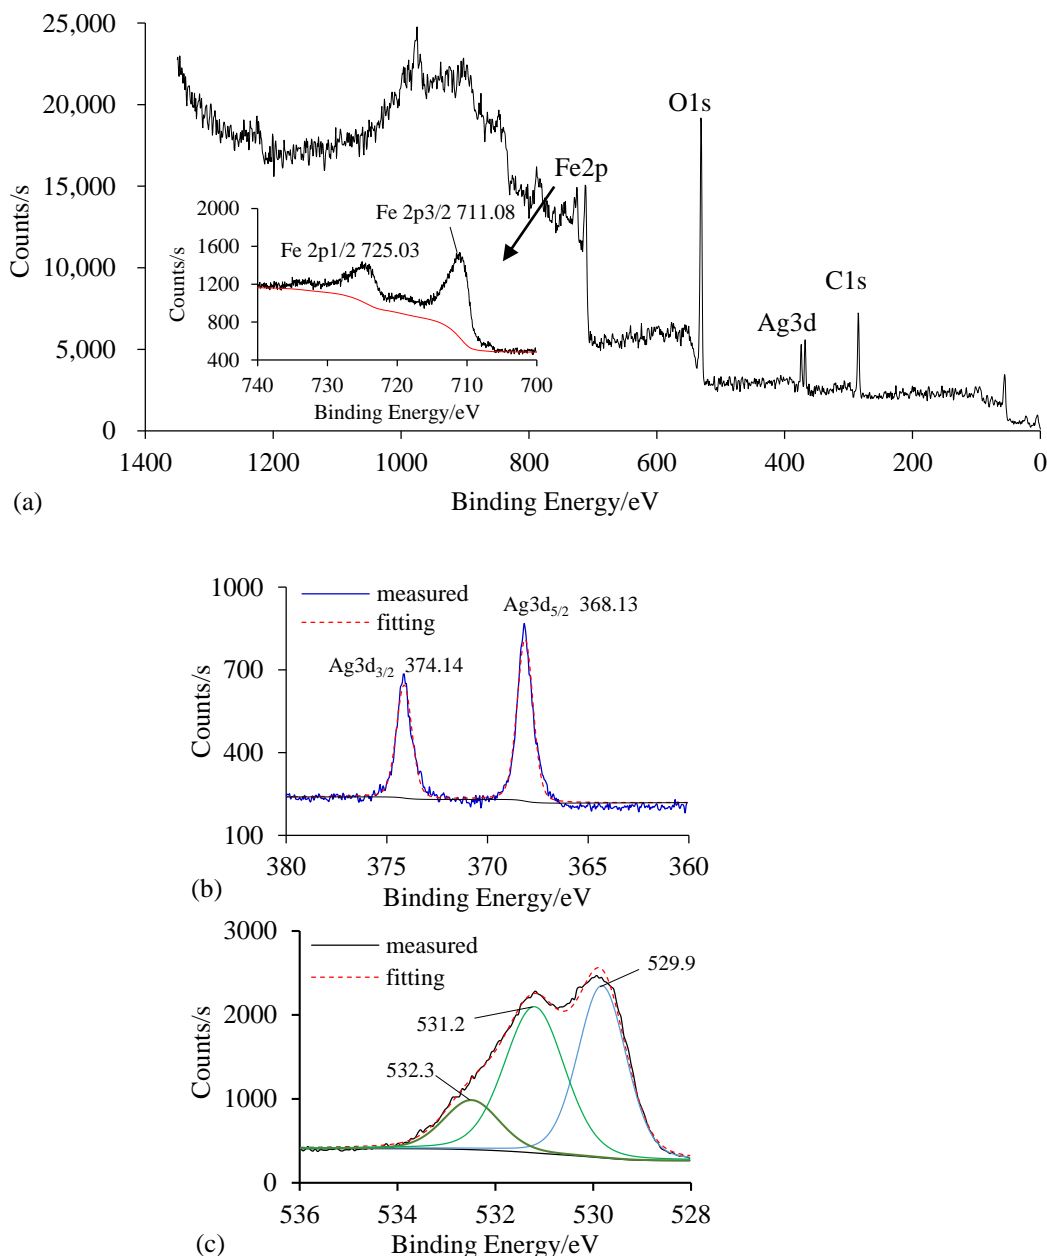 25,000
20,000
15,000
10,000
5,000
0
Counts/s
O1s
Fe2p
C1s
Ag3d
2000
1600
1200
800
400
Counts/s
Fe 2p3/2 711.08
Fe 2p1/2 725.03
740 730 720 710 700
Binding Energy/eV
1400 1200 1000 800 600 400 200 0
Binding Energy/eV
(a)
1000
700
400
100
Counts/s
measured
fitting
Ag3d5/2 368.13
Ag3d3/2 374.14
380 375 370 365 360
Binding Energy/eV
(b)
3000
2000
1000
0
Counts/s
measured
fitting
529.9
531.2
532.3
536 534 532 530 528
Binding Energy/eV
(c)